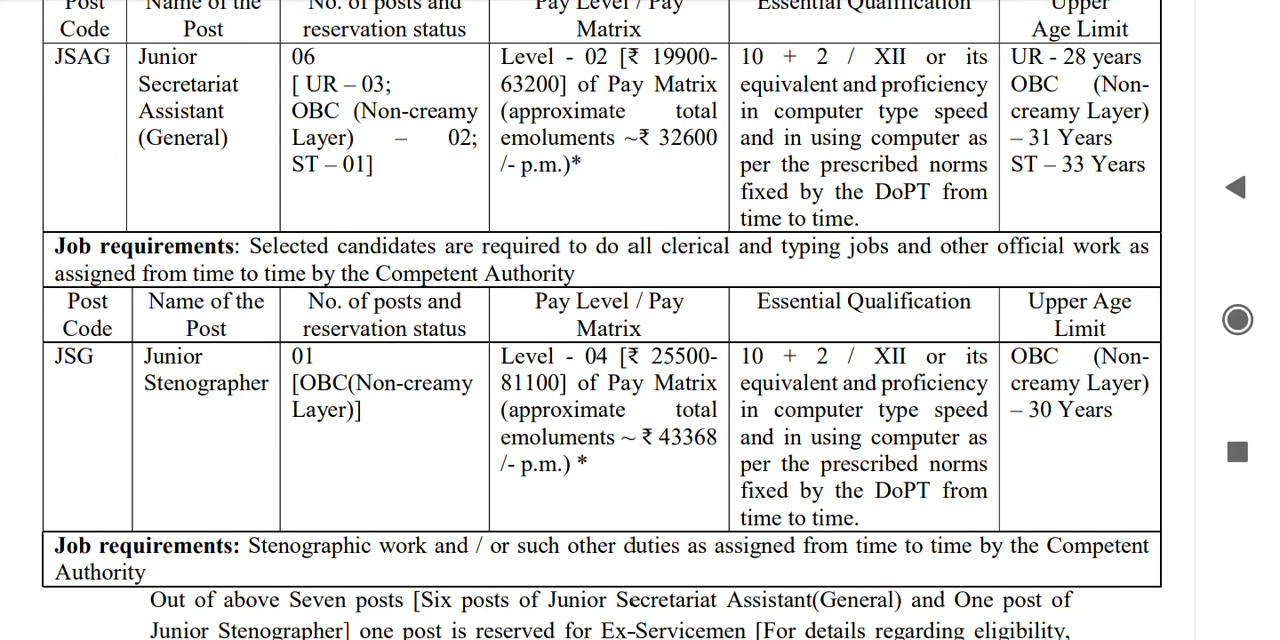 Post Name of the No. of posts and Pay Level / Pay Essential Qualification Upper
Code Post reservation status Matrix Age Limit
JSAG Junior 06 Level - 02 [₹ 19900- 10 + 2 / XII or its UR - 28 years
Secretariat [ UR – 03; 63200] of Pay Matrix equivalent and proficiency OBC (Non-
Assistant OBC (Non-creamy (approximate total in computer type speed creamy Layer)
(General) Layer) – 02; emoluments ~₹ 32600 and in using computer as – 31 Years
ST – 01] /- p.m.)* per the prescribed norms ST – 33 Years
fixed by the DoPT from
time to time.
Job requirements: Selected candidates are required to do all clerical and typing jobs and other official work as
assigned from time to time by the Competent Authority
Post Name of the No. of posts and Pay Level / Pay Essential Qualification Upper Age
Code Post reservation status Matrix Limit
JSG Junior 01 Level - 04 [₹ 25500- 10 + 2 / XII or its OBC (Non-
Stenographer [OBC(Non-creamy 81100] of Pay Matrix equivalent and proficiency creamy Layer)
Layer)] (approximate total in computer type speed – 30 Years
emoluments ~ ₹ 43368 and in using computer as
/- p.m.) * per the prescribed norms
fixed by the DoPT from
time to time.
Job requirements: Stenographic work and / or such other duties as assigned from time to time by the Competent
Authority
Out of above Seven posts [Six posts of Junior Secretariat Assistant(General) and One post of
Junior Stenographer] one post is reserved for Ex-Servicemen [For details regarding eligibility,